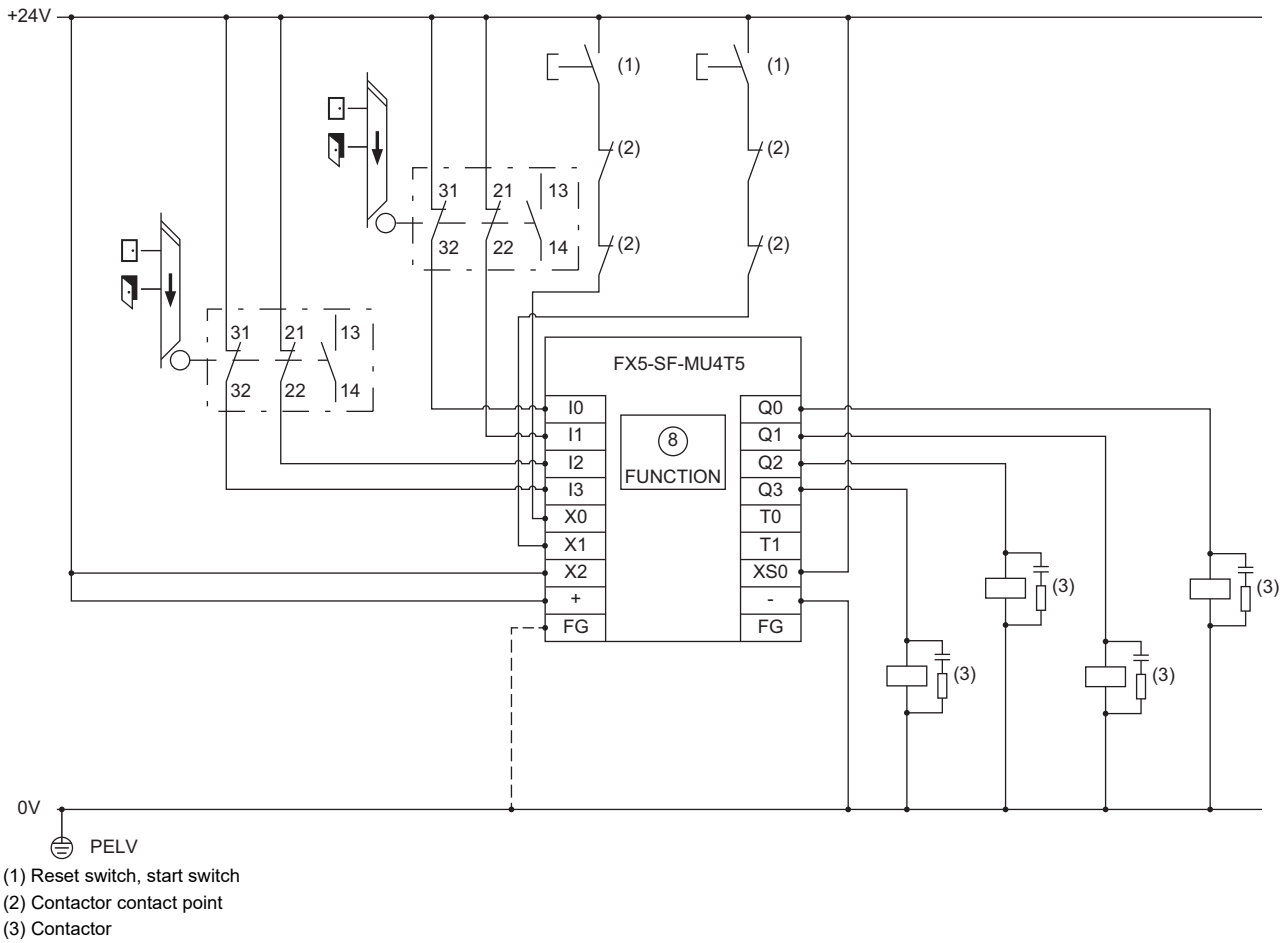 +24V
(1)
(1)
(2)
(2)
31
21
13
(2)
(2)
32
22
14
31
21
13
32
22
14
FX5-SF-MU4T5
8
FUNCTION
I0
Q0
I1
Q1
I2
Q2
I3
Q3
X0
T0
X1
T1
X2
XS0
+
-
FG
FG
(3)
(3)
(3)
(3)
0V
PELV
(1) Reset switch, start switch
(2) Contactor contact point
(3) Contactor